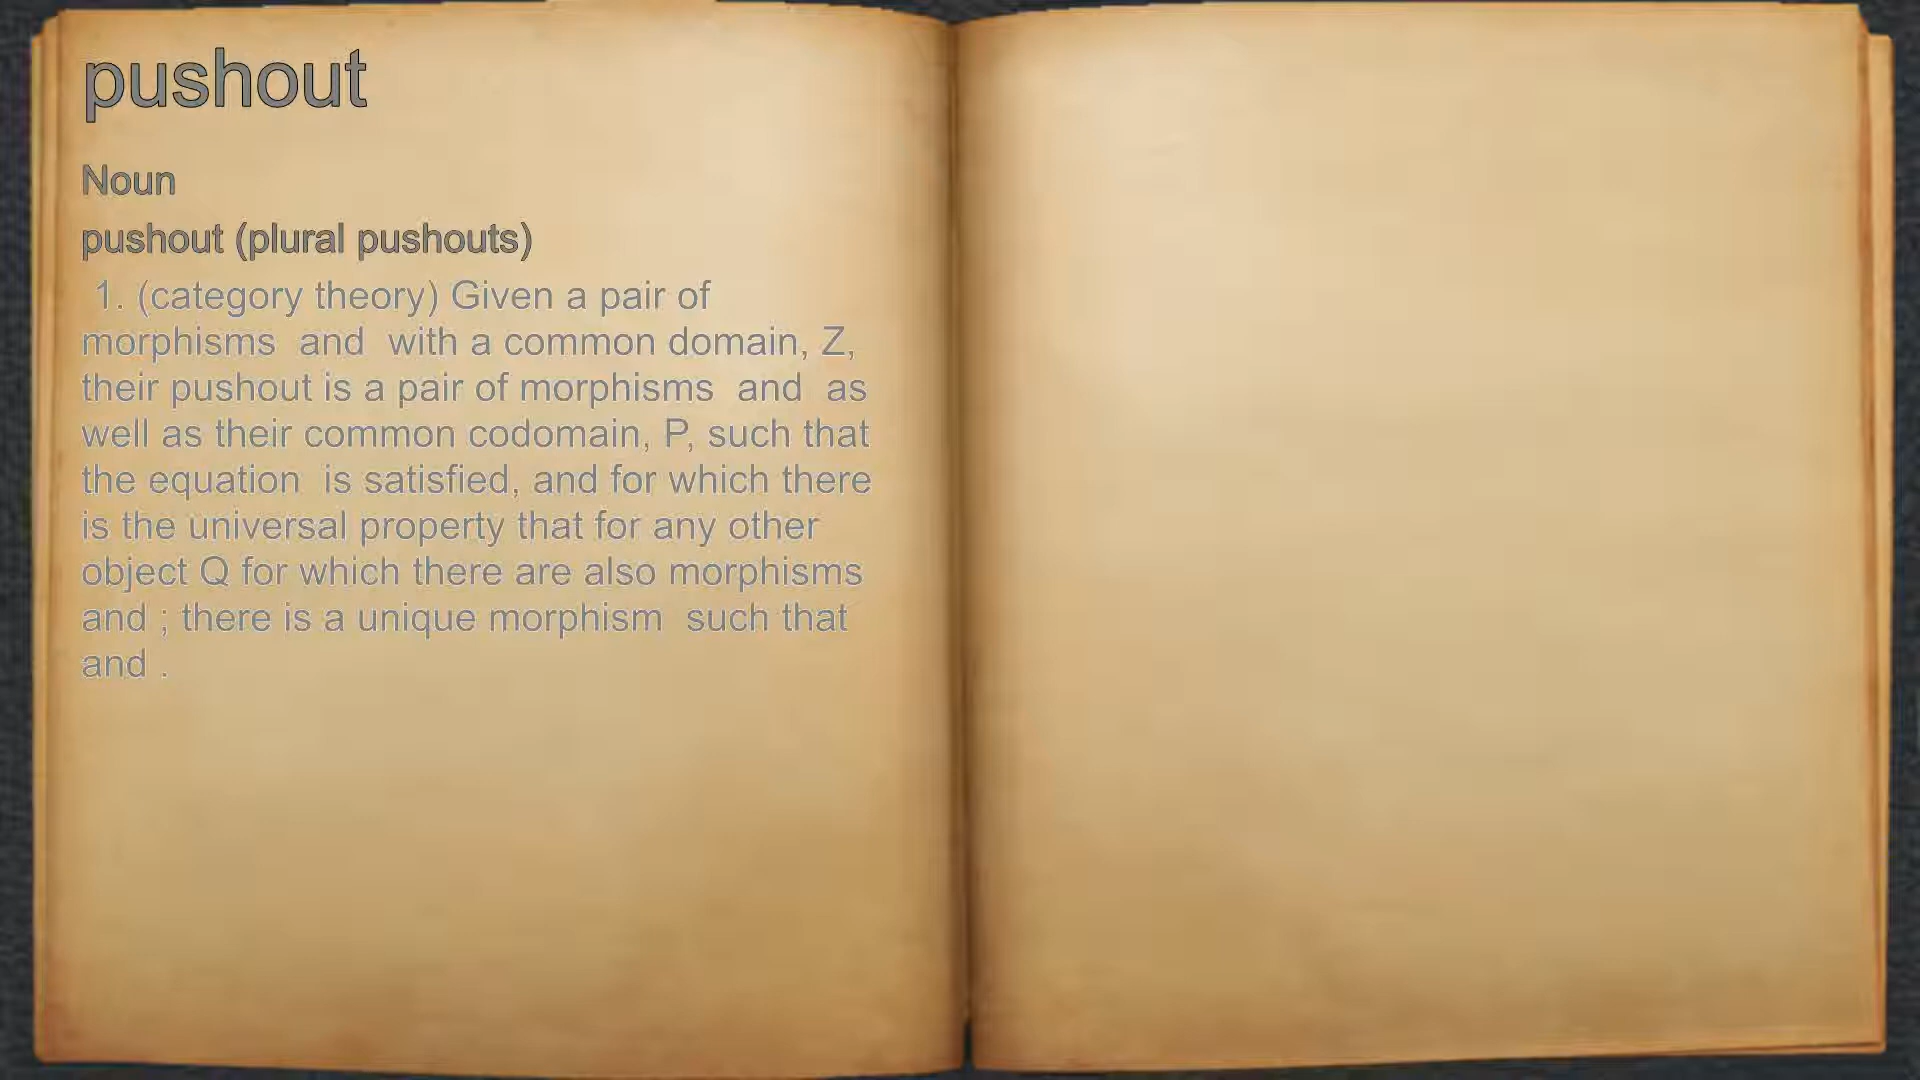 pushout
Noun
pushout (plural pushouts)
1. (category theory) Given a pair of
morphisms  and  with a common domain, Z,
their pushout is a pair of morphisms  and  as
well as their common codomain, P, such that
the equation  is satisfied, and for which there
is the universal property that for any other
object Q for which there are also morphisms
and ; there is a unique morphism  such that
and .